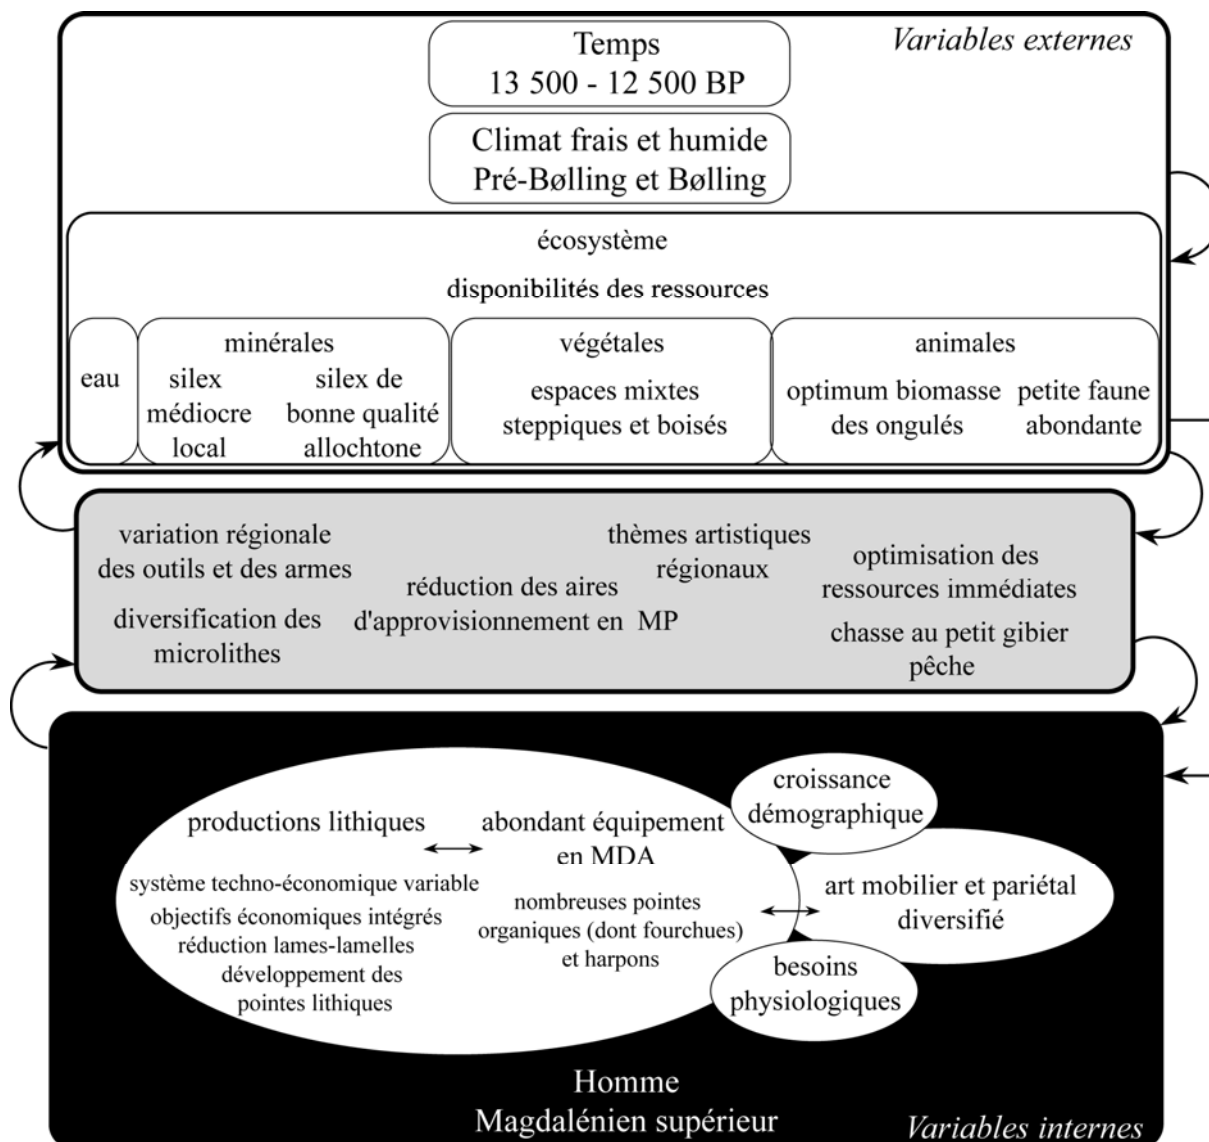 Variables externes
Temps
13 500 - 12 500 BP
Climat frais et humide
Pré-Bølling et Bølling
écosystème
disponibilités des ressources
eau
minérales
silex
médiocre
local
silex de
bonne qualité
allochtone
végétales
espaces mixtes
steppiques et boisés
animales
optimum biomasse
des ongulés
petite faune
abondante
variation régionale
des outils et des armes
diversification des
microlithes
réduction des aires
d'approvisionnement en MP
thèmes artistiques
régionaux
optimisation des
ressources immédiates
chasse au petit gibier
pêche
productions lithiques
système techno-économique variable
objectifs économiques intégrés
réduction lames-lamelles
développement des
pointes lithiques
abondant équipement
en MDA
nombreuses pointes
organiques (dont fourchues)
et harpons
croissance
démographique
art mobilier et pariétal
diversifié
besoins
physiologiques
Homme
Magdalénien supérieur
Variables internes